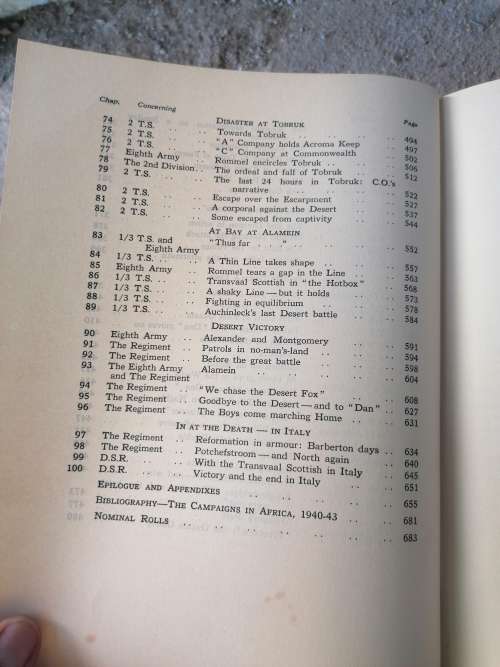 Chap. Concerning Page
DISASTER AT TOBRUK
74 2 T.S. .. .. Towards Tobruk .. .. .. .. 494
75 2 T.S. .. .. "A" Company holds Acroma Keep .. 497
76 2 T.S. .. .. "C" Company at Commonwealth .. 502
77 Eighth Army .. Rommel encircles Tobruk .. .. 506
78 The 2nd Division .. The ordeal and fall of Tobruk .. 512
79 2 T.S. .. .. The last 24 hours in Tobruk: C.O.'s
narrative .. .. .. .. 522
80 2 T.S. .. .. Escape over the Escarpment .. .. 527
81 2 T.S. .. .. A corporal against the Desert .. .. 537
82 2 T.S. .. .. Some escaped from captivity .. .. 544
AT BAY AT ALAMEIN
83 1/3 T.S. and "Thus far . . ." .. .. .. .. 552
Eighth Army
84 1/3 T.S. .. .. A Thin Line takes shape .. .. .. 557
85 Eighth Army .. Rommel tears a gap in the Line .. .. 563
86 1/3 T.S. .. .. Transvaal Scottish in "the Hotbox" .. 568
87 1/3 T.S. .. .. A shaky Line — but it holds .. .. 573
88 1/3 T.S. .. .. Fighting in equilibrium .. .. .. 578
89 1/3 T.S. .. .. Auchinleck's last Desert battle .. .. 584
DESERT VICTORY
90 Eighth Army .. Alexander and Montgomery .. .. 591
91 The Regiment .. Patrols in no-man's-land .. .. .. 594
92 The Regiment .. Before the great battle .. .. .. 598
93 The Eighth Army Alamein .. .. .. .. .. 604
and The Regiment
94 The Regiment .. "We chase the Desert Fox" .. .. 608
95 The Regiment .. Goodbye to the Desert — and to "Dan" .. 627
96 The Regiment .. The Boys come marching Home .. .. 631
IN AT THE DEATH — IN ITALY
97 The Regiment .. Reformation in armour: Barberton days .. 634
98 The Regiment .. Potchefstroom — and North again .. 640
99 D.S.R. .. .. With the Transvaal Scottish in Italy .. 645
100 D.S.R. .. .. Victory and the end in Italy .. .. 651
EPILOGUE AND APPENDIXES .. .. .. .. .. .. 655
BIBLIOGRAPHY—THE CAMPAIGNS IN AFRICA, 1940-43 .. .. .. 681
NOMINAL ROLLS .. .. .. .. .. .. .. .. 683